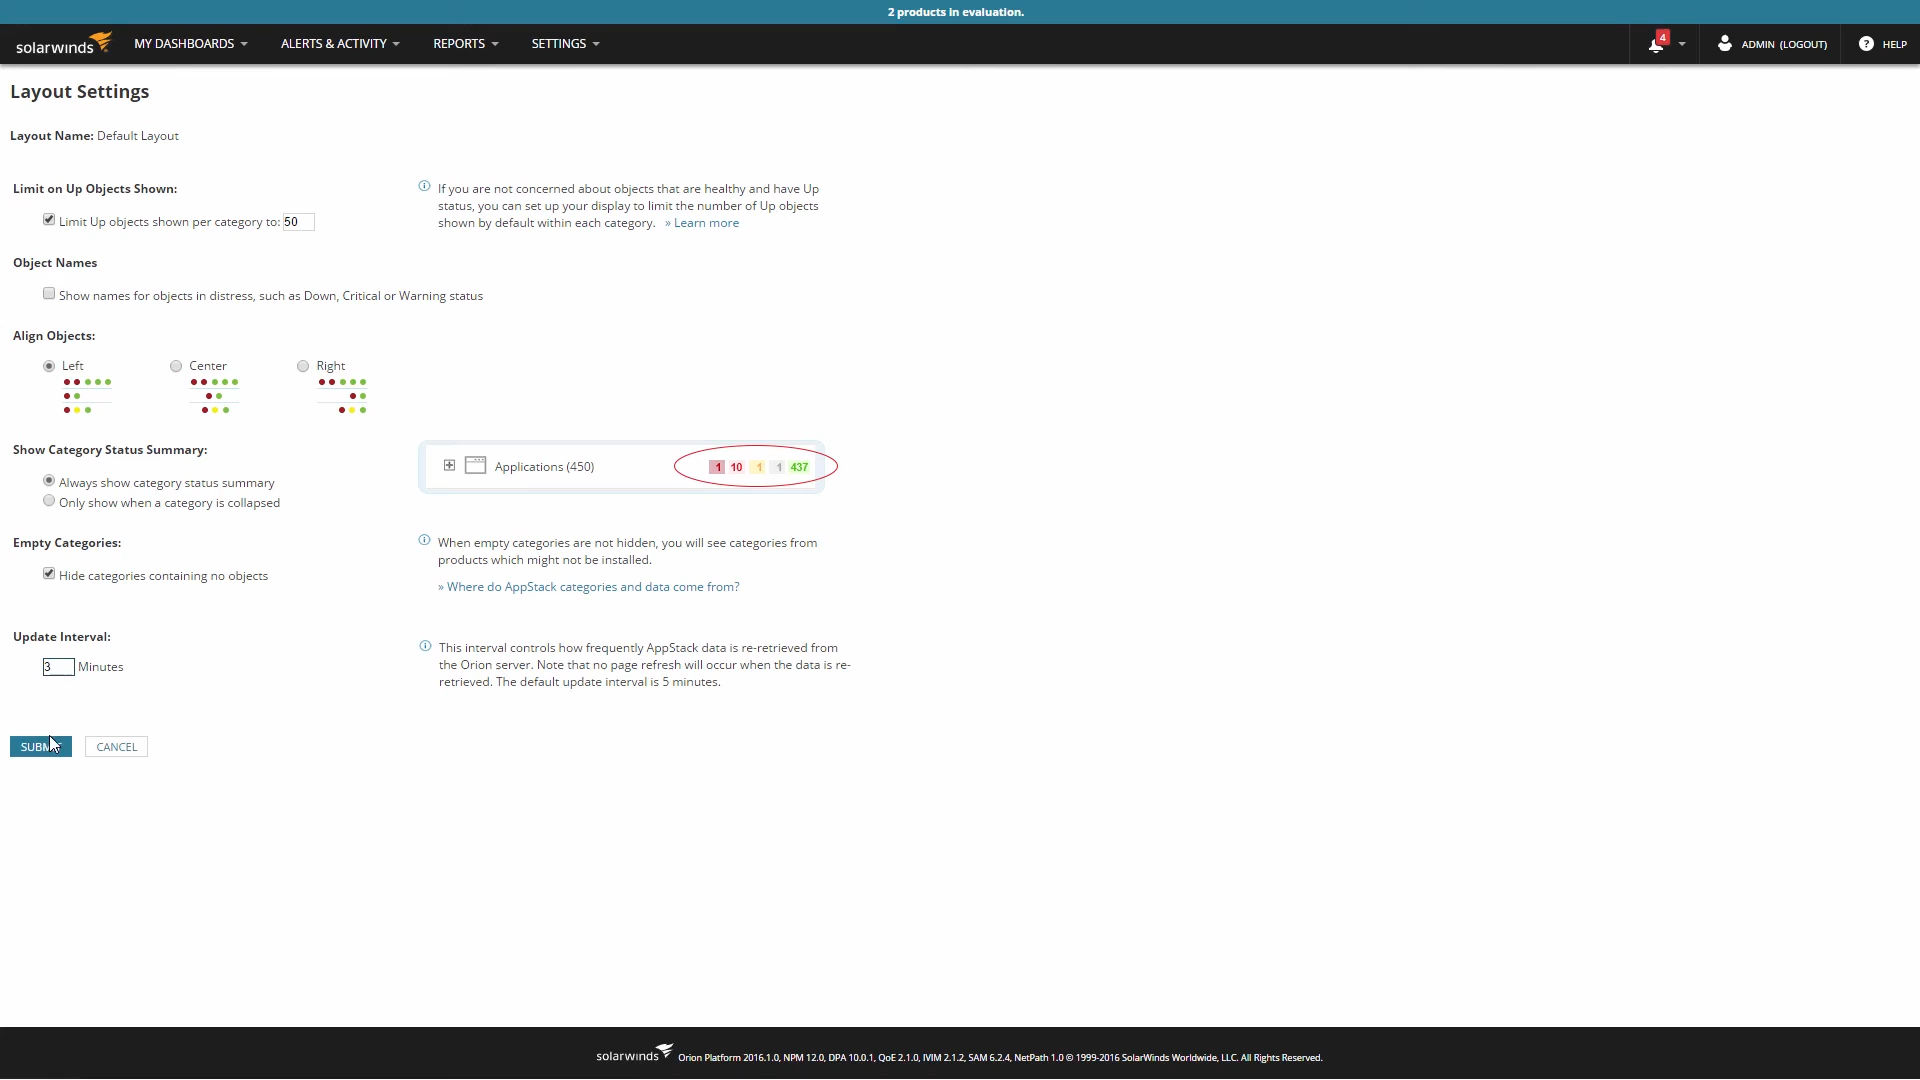 2 products in evaluation.
solarwinds MY DASHBOARDS ALERTS & ACTIVITY REPORTS SETTINGS 4 ADMIN (LOGOUT) ? HELP
Layout Settings
Layout Name: Default Layout
Limit on Up Objects Shown:
Limit Up objects shown per category to: 50
If you are not concerned about objects that are healthy and have Up
status, you can set up your display to limit the number of Up objects
shown by default within each category. » Learn more
Object Names
Show names for objects in distress, such as Down, Critical or Warning status
Align Objects:
Left Center Right
Show Category Status Summary:
Always show category status summary
Only show when a category is collapsed
Applications (450) 1 10 1 1 437
Empty Categories:
Hide categories containing no objects
When empty categories are not hidden, you will see categories from
products which might not be installed.
» Where do AppStack categories and data come from?
Update Interval:
3 Minutes
This interval controls how frequently AppStack data is re-retrieved from
the Orion server. Note that no page refresh will occur when the data is re-
retrieved. The default update interval is 5 minutes.
CANCEL
solarwinds Orion Platform 2016.1.0, NPM 12.0, DPA 10.0.1, QoE 2.1.0, IVIM 2.1.2, SAM 6.2.4, NetPath 1.0 © 1999-2016 SolarWinds Worldwide, LLC. All Rights Reserved.